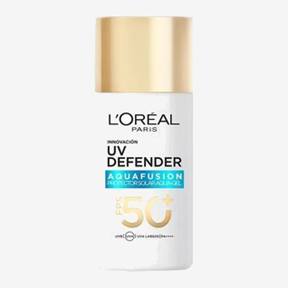 L'ORÉAL
PARIS
INNOVACIÓN
UV
DEFENDER
AQUAFUSION
PROTECTOR SOLAR AQUA-GEL
FPS 50+